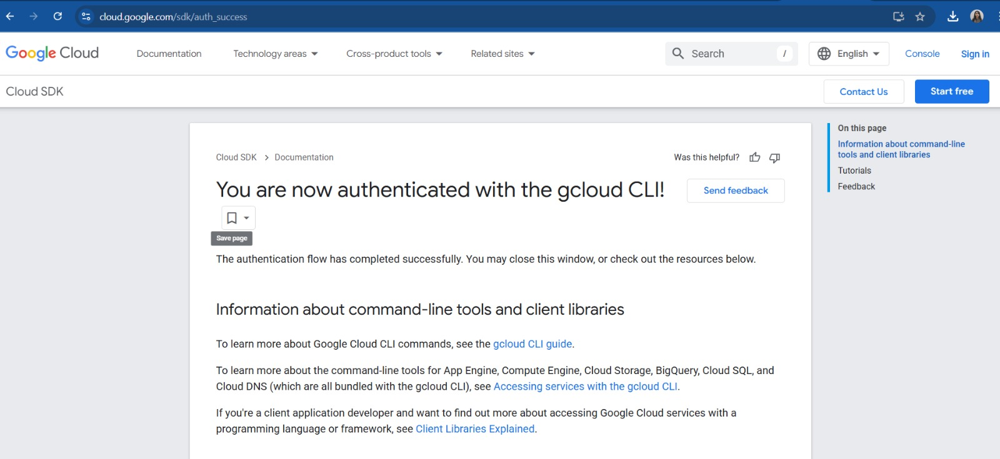 cloud.google.com/sdk/auth_success
Google Cloud
Documentation
Technology areas
Cross-product tools
Related sites
Search
/
English
Console
Sign in
Cloud SDK
Contact Us
Start free
Cloud SDK > Documentation
Was this helpful?
You are now authenticated with the gcloud CLI!
Send feedback
Save page
The authentication flow has completed successfully. You may close this window, or check out the resources below.
Information about command-line tools and client libraries
To learn more about Google Cloud CLI commands, see the gcloud CLI guide.
To learn more about the command-line tools for App Engine, Compute Engine, Cloud Storage, BigQuery, Cloud SQL, and
Cloud DNS (which are all bundled with the gcloud CLI), see Accessing services with the gcloud CLI.
If you're a client application developer and want to find out more about accessing Google Cloud services with a
programming language or framework, see Client Libraries Explained.
On this page
Information about command-line
tools and client libraries
Tutorials
Feedback